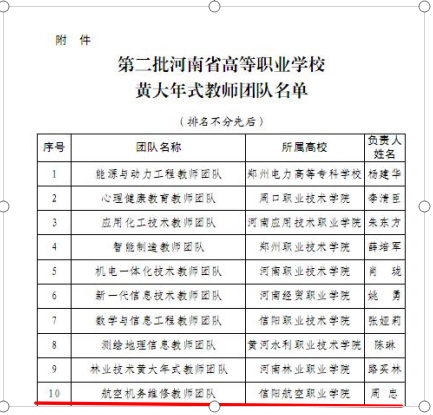 附 件
第二批河南省高等职业学校
黄大年式教师团队名单
（排名不分先后）
序号 团队名称 所属高校 负责人姓名
1 能源与动力工程教师团队 郑州电力高等专科学校 杨建华
2 心理健康教育教师团队 周口职业技术学院 李清臣
3 应用化工技术教师团队 河南应用技术职业学院 朱东方
4 智能制造教师团队 郑州职业技术学院 薛培军
5 机电一体化技术教师团队 河南职业技术学院 肖 珑
6 新一代信息技术教师团队 河南经贸职业学院 姚 勇
7 数学与信息工程教师团队 信阳职业技术学院 张娅莉
8 测绘地理信息教师团队 黄河水利职业技术学院 陈琳
9 林业技术黄大年式教师团队 河南林业职业学院 路买林
10 航空机务维修教师团队 信阳航空职业学院 周 忠